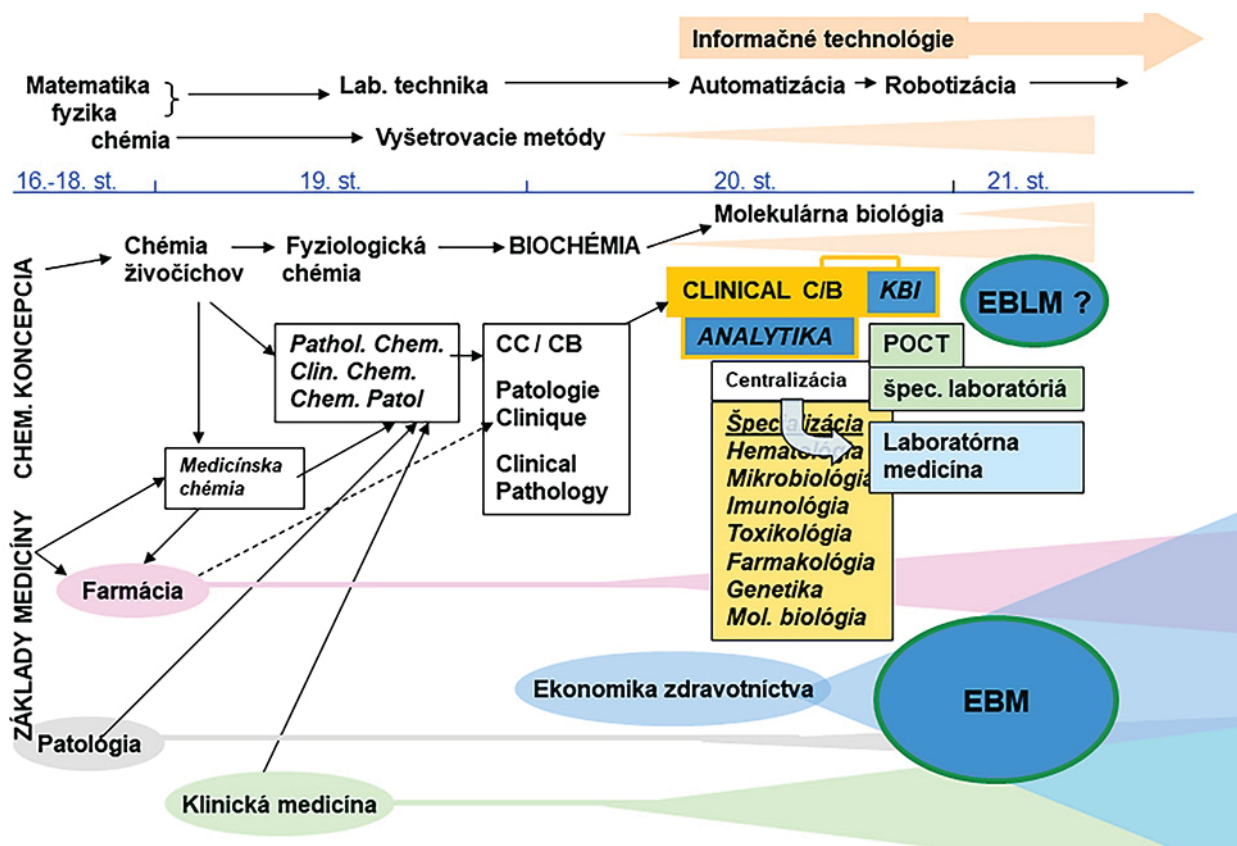 Informačné technológie
Matematika
fyzika
chémia
Lab. technika
Automatizácia
Robotizácia
Vyšetrovacie metódy
16.-18. st.
19. st.
20. st.
21. st.
CHEM. KONCEPCIA
ZÁKLADY MEDICÍNY
Chémia
živočíchov
Fyziologická
chémia
BIOCHÉMIA
Molekulárna biológia
Pathol. Chem.
Clin. Chem.
Chem. Patol
CC / CB
Patologie
Clinique
Clinical
Pathology
CLINICAL C/B
KBI
ANALYTIKA
EBLM ?
POCT
špec. laboratóriá
Centralizácia
Laboratórna
medicína
Špecializácia
Hematológia
Mikrobiológia
Imunológia
Toxikológia
Farmakológia
Genetika
Mol. biológia
Medicínska
chémia
Farmácia
Ekonomika zdravotníctva
EBM
Patológia
Klinická medicína